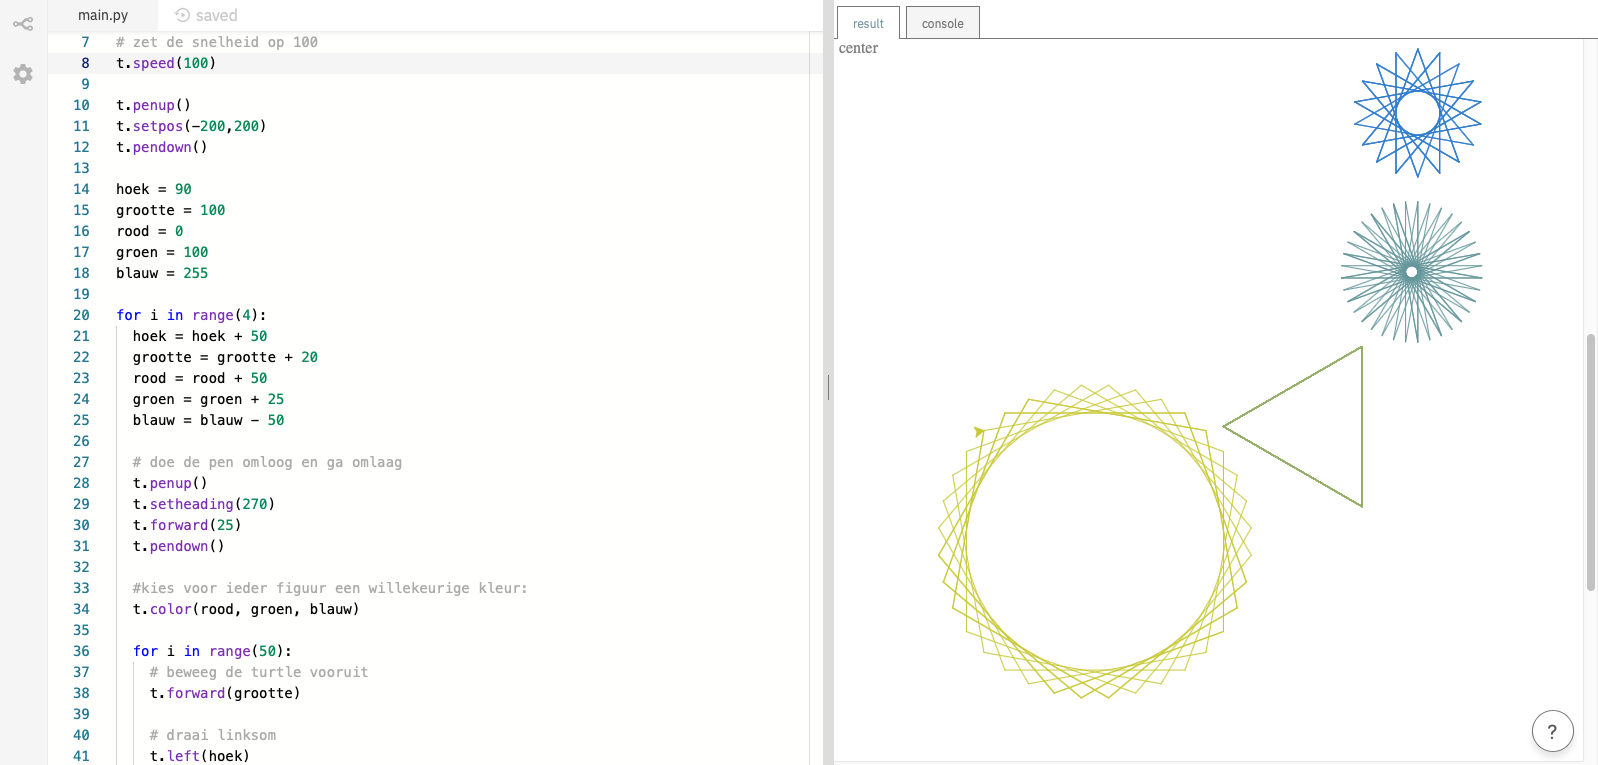 main.py
saved
7 # zet de snelheid op 100
8 t.speed(100)
9
10 t.penup()
11 t.setpos(-200,200)
12 t.pendown()
13
14 hoek = 90
15 grootte = 100
16 rood = 0
17 groen = 100
18 blauw = 255
19
20 for i in range(4):
21 hoek = hoek + 50
22 grootte = grootte + 20
23 rood = rood + 50
24 groen = groen + 25
25 blauw = blauw - 50
26
27 # doe de pen omloog en ga omlaag
28 t.penup()
29 t.setheading(270)
30 t.forward(25)
31 t.pendown()
32
33 #kies voor ieder figuur een willekeurige kleur:
34 t.color(rood, groen, blauw)
35
36 for i in range(50):
37 # beweeg de turtle vooruit
38 t.forward(grootte)
39
40 # draai linksom
41 t.left(hoek)
result
console
center
?